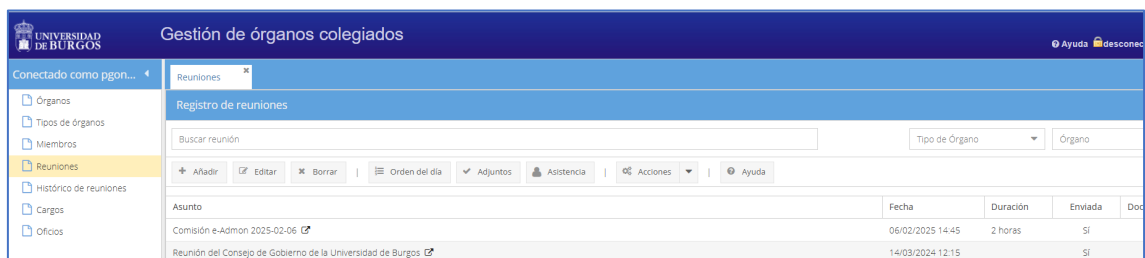 UNIVERSIDAD
DE BURGOS
Gestión de órganos colegiados
Ayuda desconec
Conectado como pgon...
Reuniones
Órganos
Tipos de órganos
Miembros
Reuniones
Histórico de reuniones
Cargos
Oficios
Registro de reuniones
Buscar reunión Tipo de Órgano Órgano
Añadir Editar Borrar | Orden del día Adjuntos Asistencia | Acciones | Ayuda
Asunto Fecha Duración Enviada Doc
Comisión e-Admon 2025-02-06 06/02/2025 14:45 2 horas Sí
Reunión del Consejo de Gobierno de la Universidad de Burgos 14/03/2024 12:15 Sí